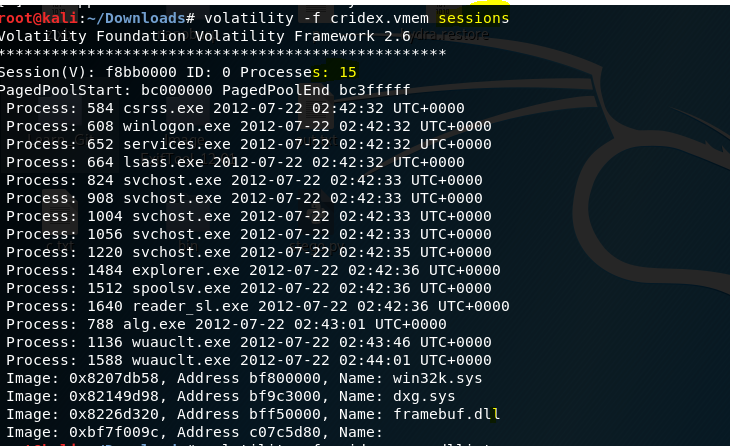 root@kali:~/Downloads# volatility -f cridex.vmem sessions
Volatility Foundation Volatility Framework 2.6
**************************************************
Session(V): f8bb0000 ID: 0 Processes: 15
PagedPoolStart: bc000000 PagedPoolEnd bc3fffff
Process: 584 csrss.exe 2012-07-22 02:42:32 UTC+0000
Process: 608 winlogon.exe 2012-07-22 02:42:32 UTC+0000
Process: 652 services.exe 2012-07-22 02:42:32 UTC+0000
Process: 664 lsass.exe 2012-07-22 02:42:32 UTC+0000
Process: 824 svchost.exe 2012-07-22 02:42:33 UTC+0000
Process: 908 svchost.exe 2012-07-22 02:42:33 UTC+0000
Process: 1004 svchost.exe 2012-07-22 02:42:33 UTC+0000
Process: 1056 svchost.exe 2012-07-22 02:42:33 UTC+0000
Process: 1220 svchost.exe 2012-07-22 02:42:35 UTC+0000
Process: 1484 explorer.exe 2012-07-22 02:42:36 UTC+0000
Process: 1512 spoolsv.exe 2012-07-22 02:42:36 UTC+0000
Process: 1640 reader_sl.exe 2012-07-22 02:42:36 UTC+0000
Process: 788 alg.exe 2012-07-22 02:43:01 UTC+0000
Process: 1136 wuauclt.exe 2012-07-22 02:43:46 UTC+0000
Process: 1588 wuauclt.exe 2012-07-22 02:44:01 UTC+0000
Image: 0x8207db58, Address bf800000, Name: win32k.sys
Image: 0x82149d98, Address bf9c3000, Name: dxg.sys
Image: 0x8226d320, Address bff50000, Name: framebuf.dll
Image: 0xbf7f009c, Address c07c5d80, Name: